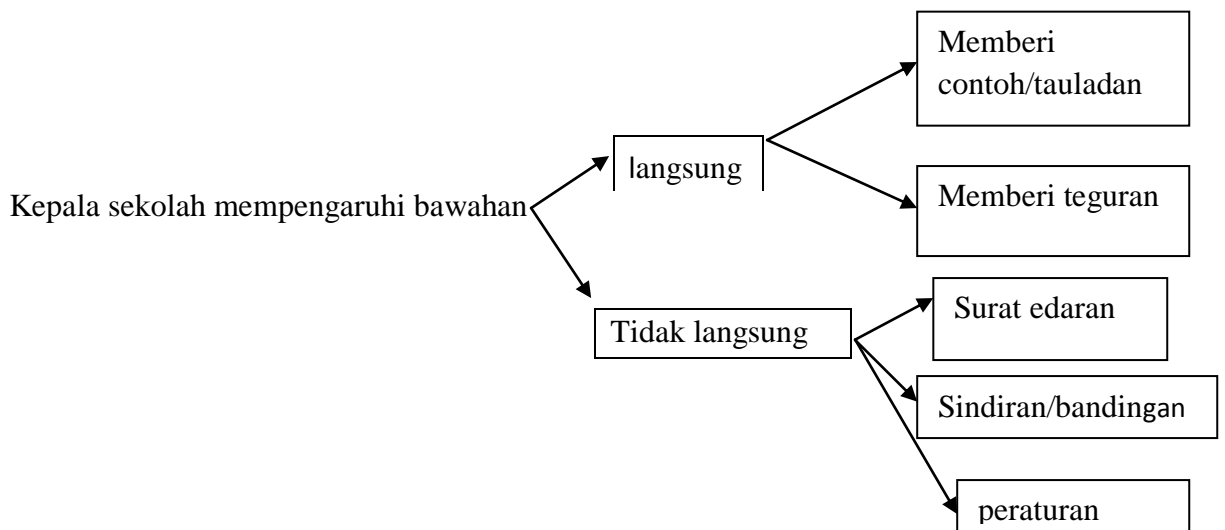 Memberi
contoh/tauladan
langsung
Memberi teguran
Kepala sekolah mempengaruhi bawahan
Surat edaran
Tidak langsung
Sindiran/bandingan
peraturan